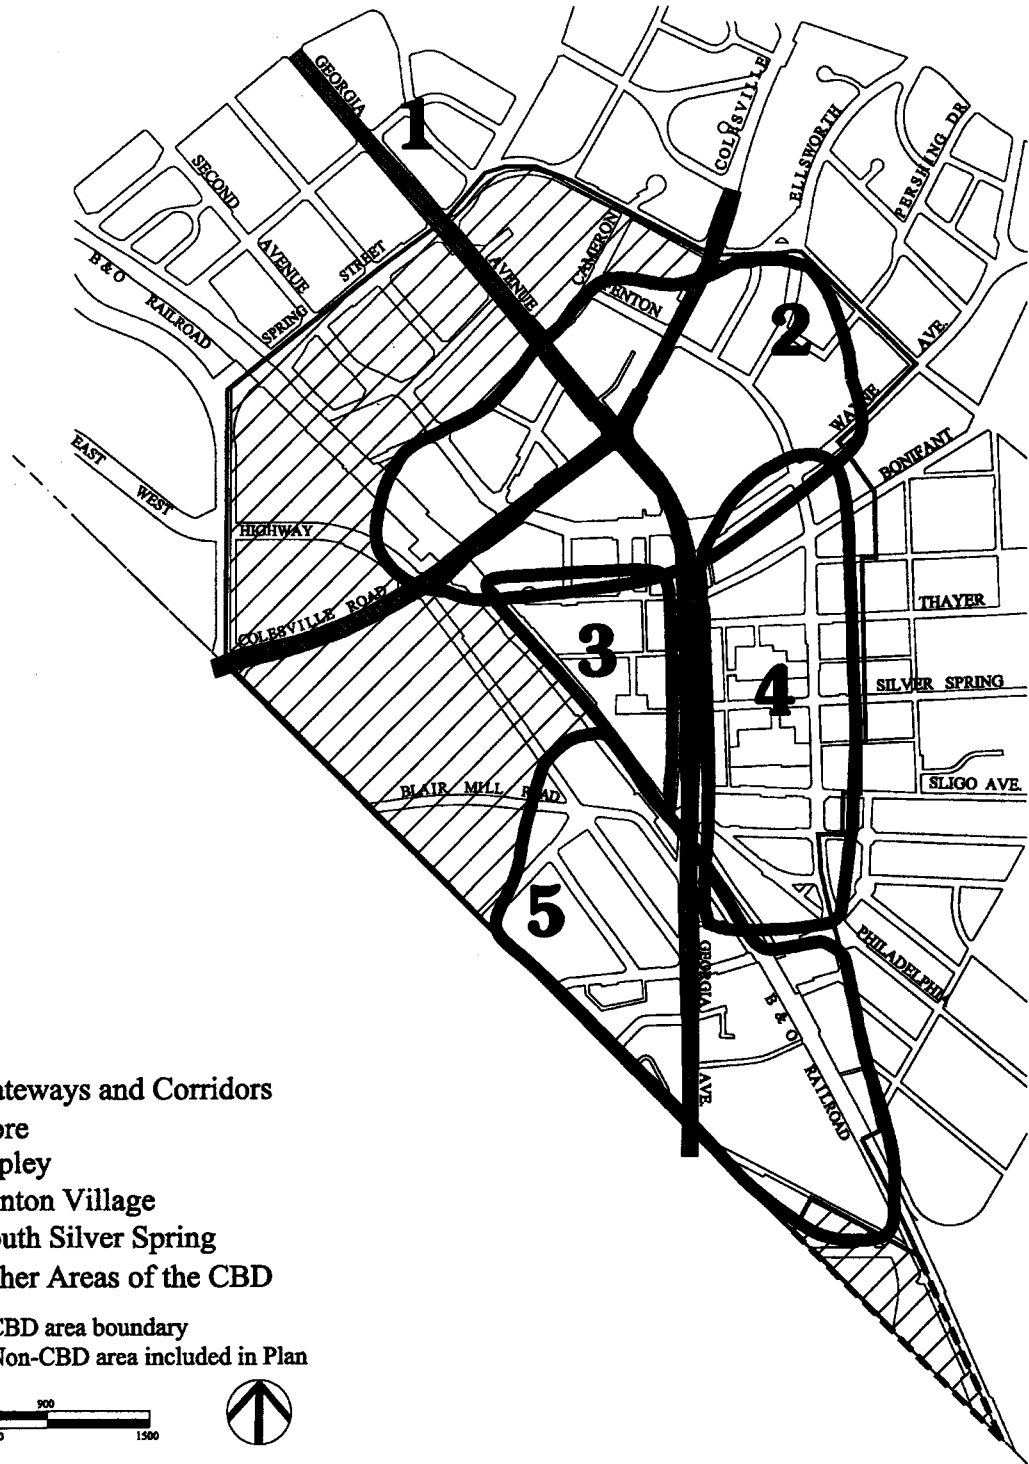 GEORGIA
1
COLESVILLE
ELLSWORTH
PERSHING DR.
SECOND
AVENUE
STREET
SPRING
B & O
RAILROAD
AVENUE
CAMERON
FENTON
2
AVE.
WAYNE
BONIFANT
EAST
WEST
HIGHWAY
COLESVILLE ROAD
THAYER
3
4
SILVER SPRING
BLAIR MILL ROAD
SLIGO AVE.
5
PHILADELPHIA
GEORGIA
AVE.
B & O
RAILROAD
ateways and Corridors
ore
pley
nton Village
outh Silver Spring
her Areas of the CBD
CBD area boundary
Non-CBD area included in Plan
900
0
1500